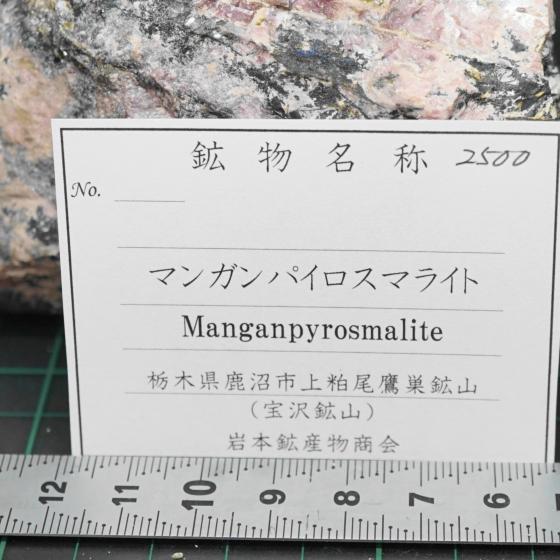 鉱物名称 2500
No.
マンガンパイロスマライト
Manganpyrosmalite
栃木県鹿沼市上粕尾鷹巣鉱山
(宝沢鉱山)
岩本鉱産物商会
12 11 10 9 8 7 6